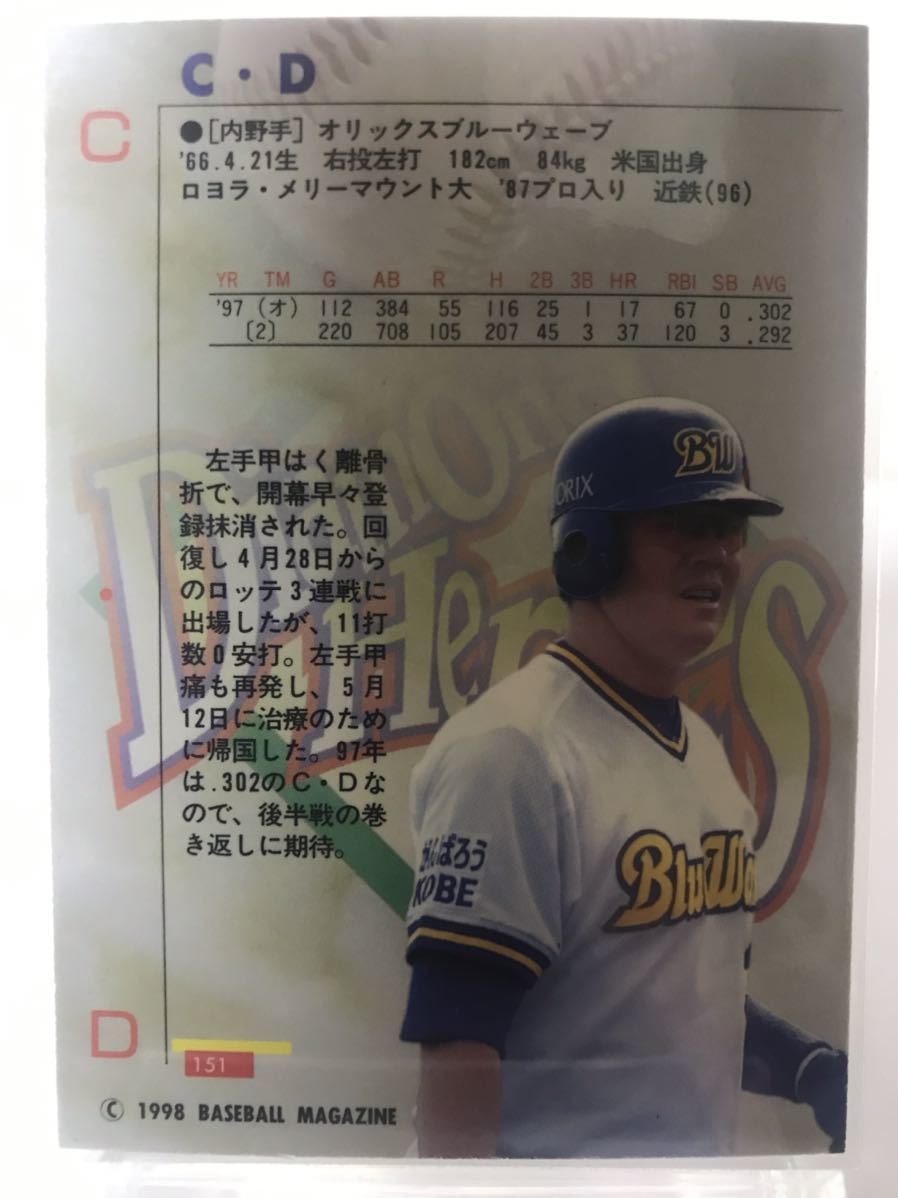 C・D
C
●[内野手] オリックスブルーウェーブ
'66.4.21生 右投左打 182cm 84kg 米国出身
ロヨラ・メリーマウント大 '87プロ入り 近鉄(96)
YR TM G AB R H 2B 3B HR RBI SB AVG
'97 (オ) 112 384 55 116 25 1 17 67 0 .302
〔2〕 220 708 105 207 45 3 37 120 3 .292
左手甲はく離骨
折で、開幕早々登
録抹消された。回
復し4月28日から
のロッテ3連戦に
出場したが、11打
数0安打。左手甲
痛も再発し、5月
12日に治療のため
に帰国した。97年
は.302のC・Dな
ので、後半戦の巻
き返しに期待。
Diamond
Heroes
BW
ORIX
がんばろう
KOBE
BlueWa
D
151
© 1998 BASEBALL MAGAZINE